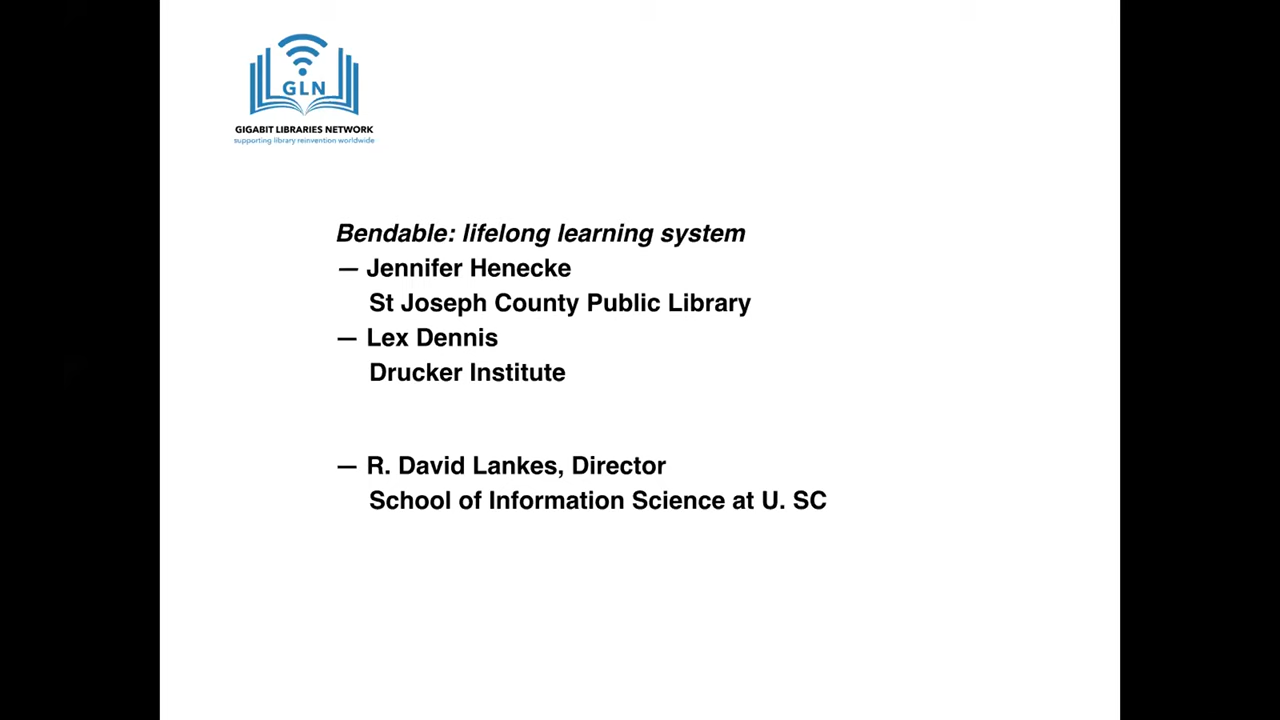 GLN
GIGABIT LIBRARIES NETWORK
supporting library reinvention worldwide
Bendable: lifelong learning system
— Jennifer Henecke
St Joseph County Public Library
— Lex Dennis
Drucker Institute
— R. David Lankes, Director
School of Information Science at U. SC